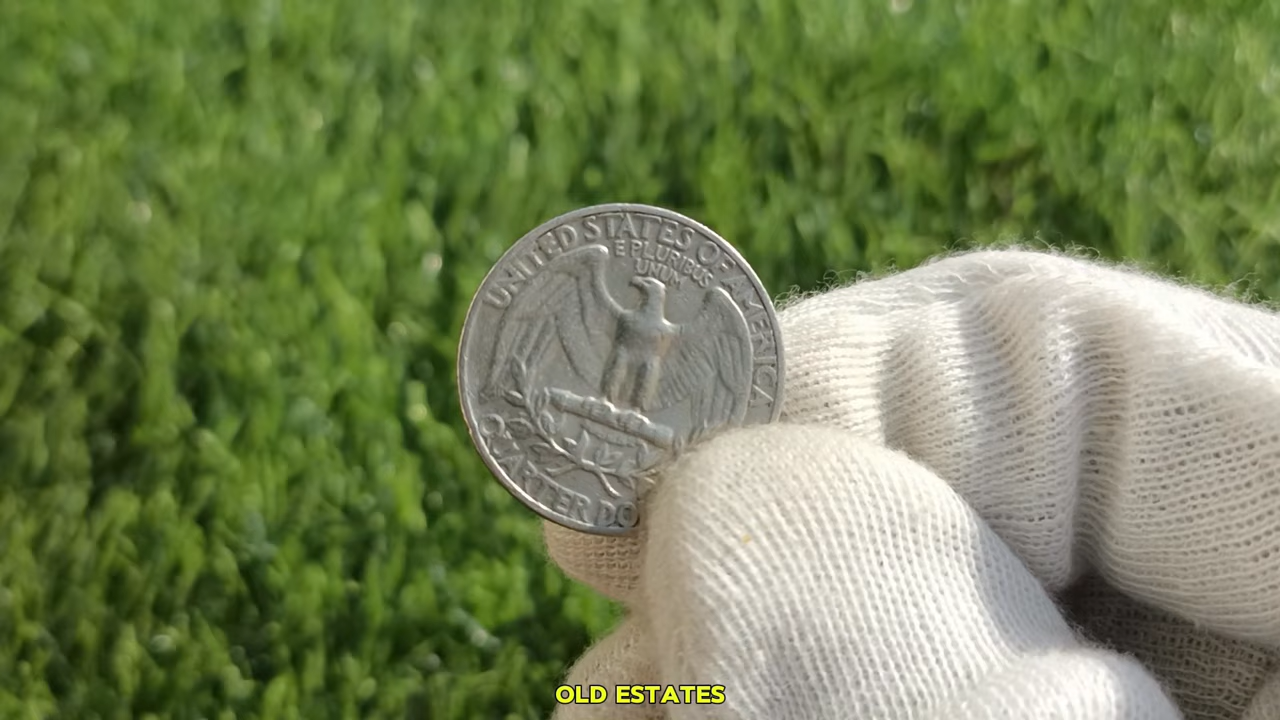 UNITED STATES OF AMERICA
E PLURIBUS
UNUM
QUARTER DO
OLD ESTATES